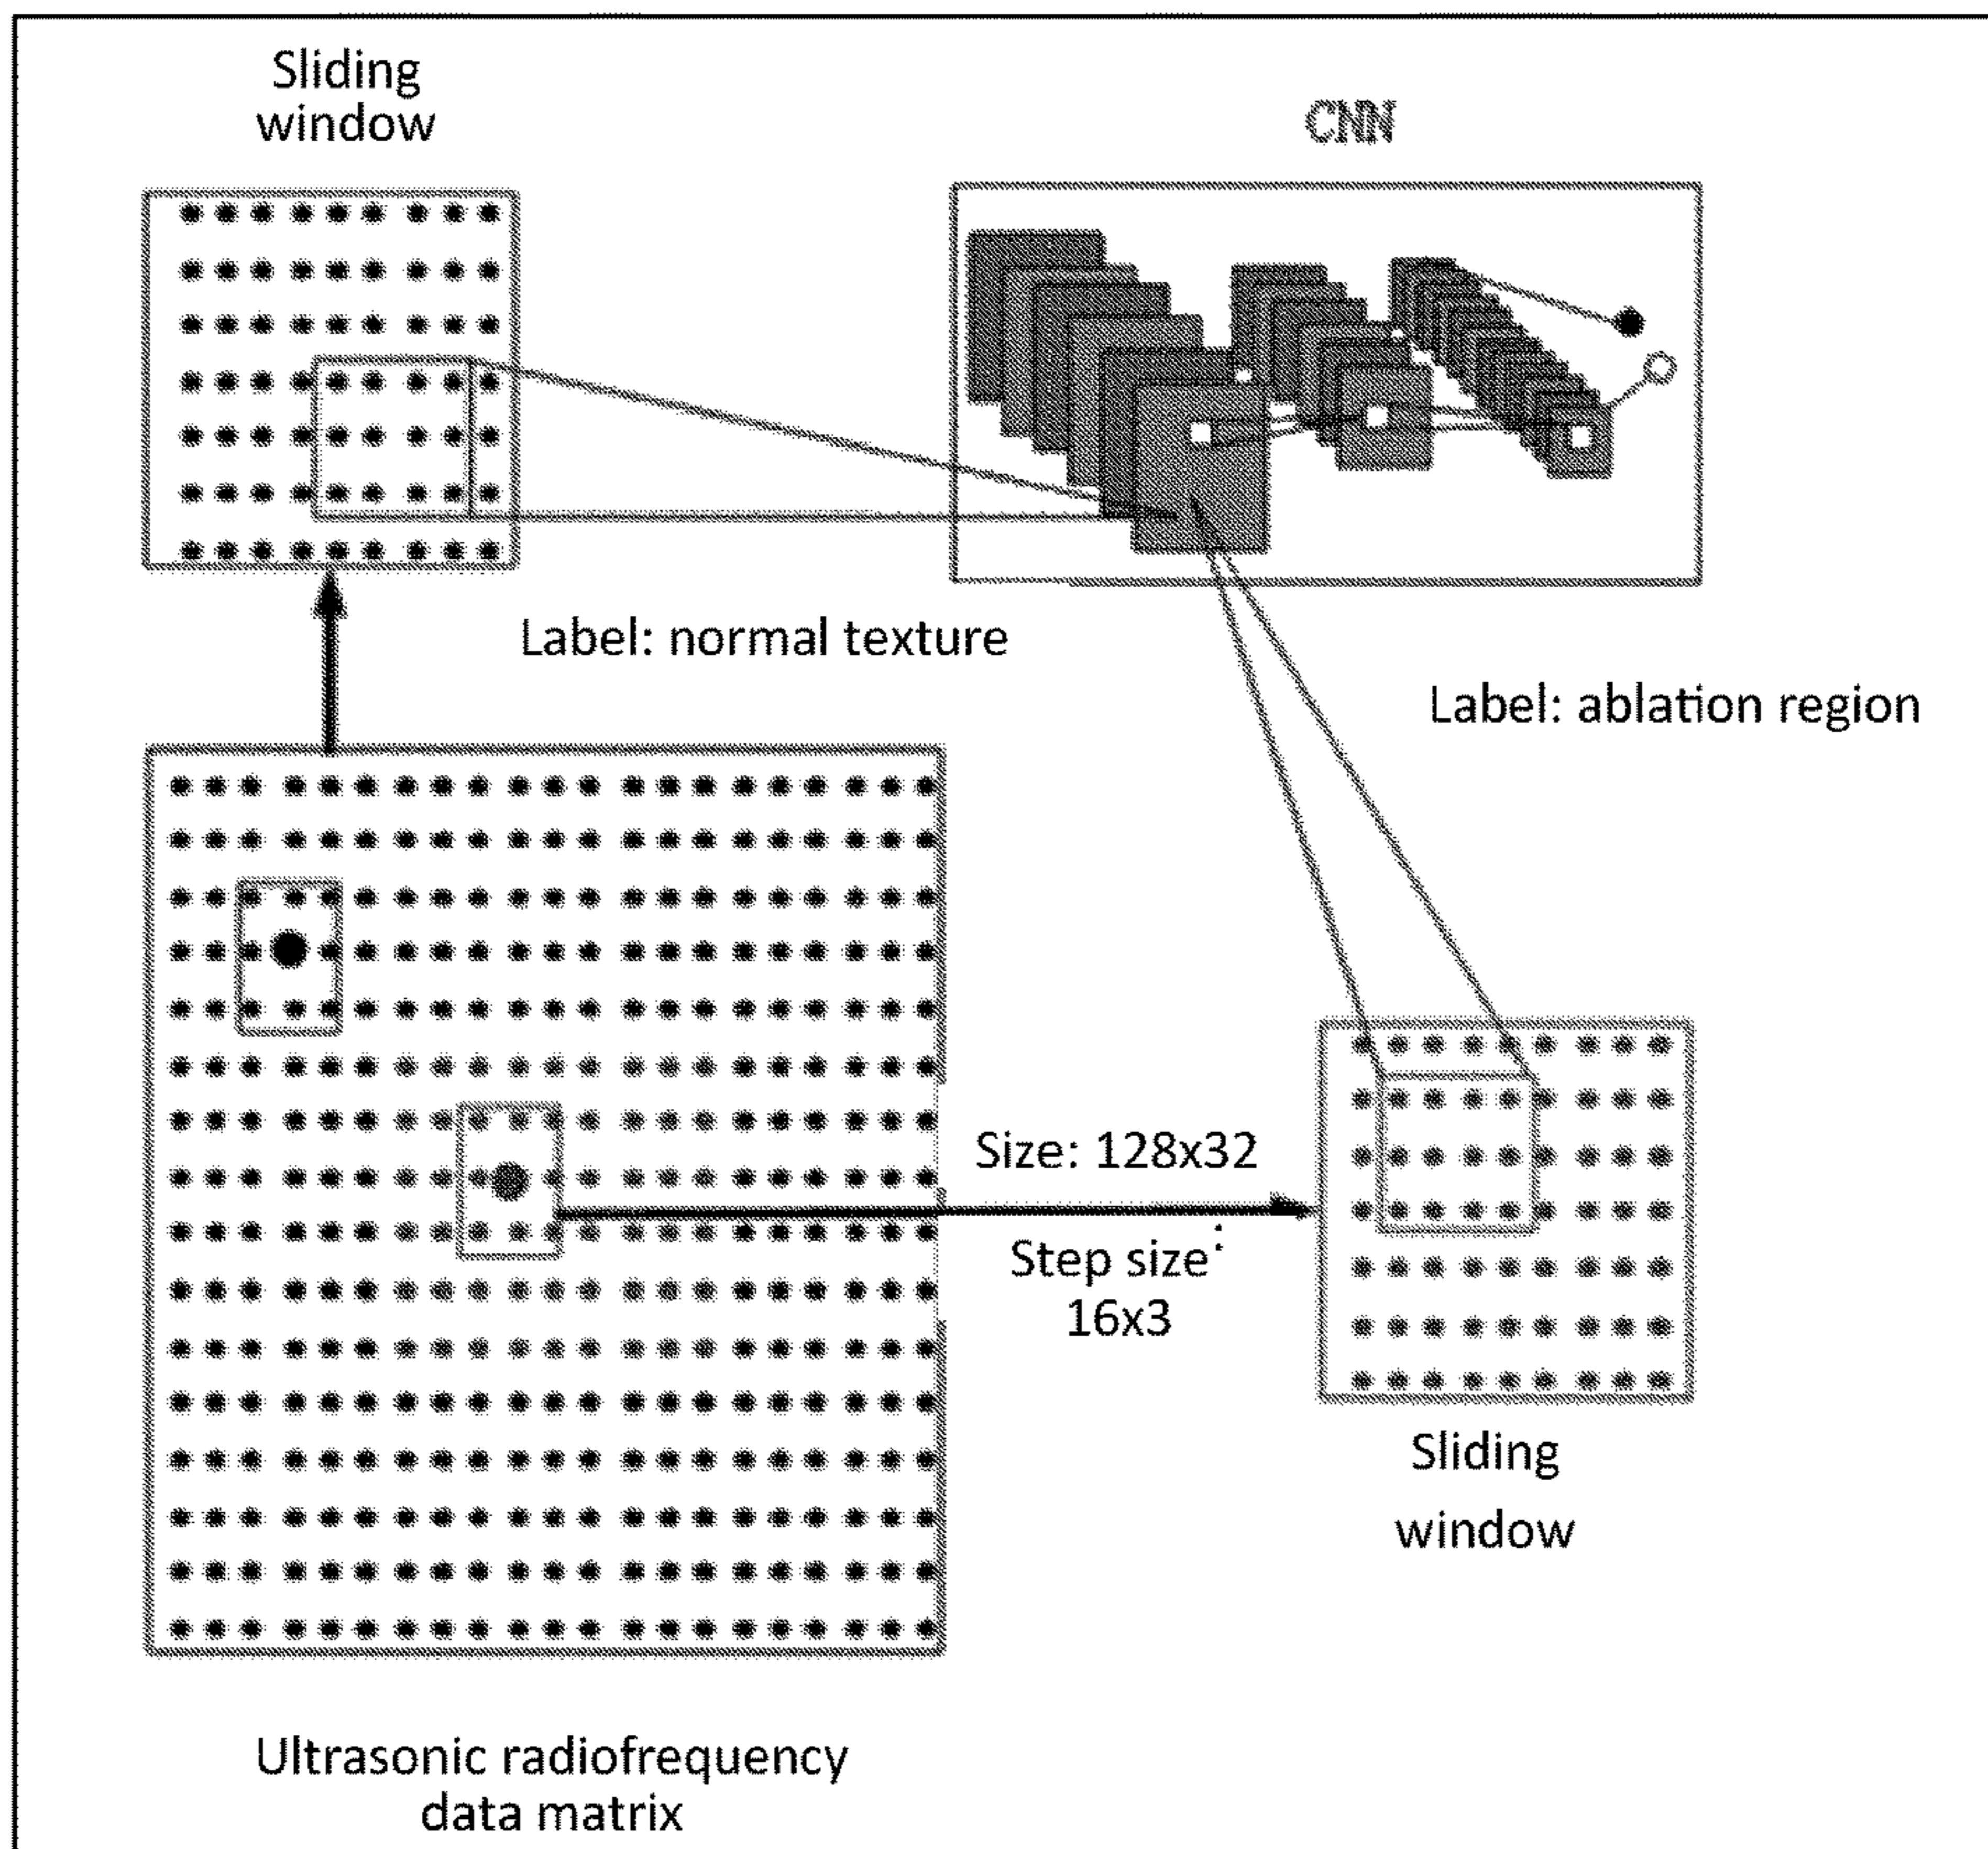 Sliding
window
CNN
Label: normal texture
Label: ablation region
Size: 128x32
Step size:
16x3
Sliding
window
Ultrasonic radiofrequency
data matrix